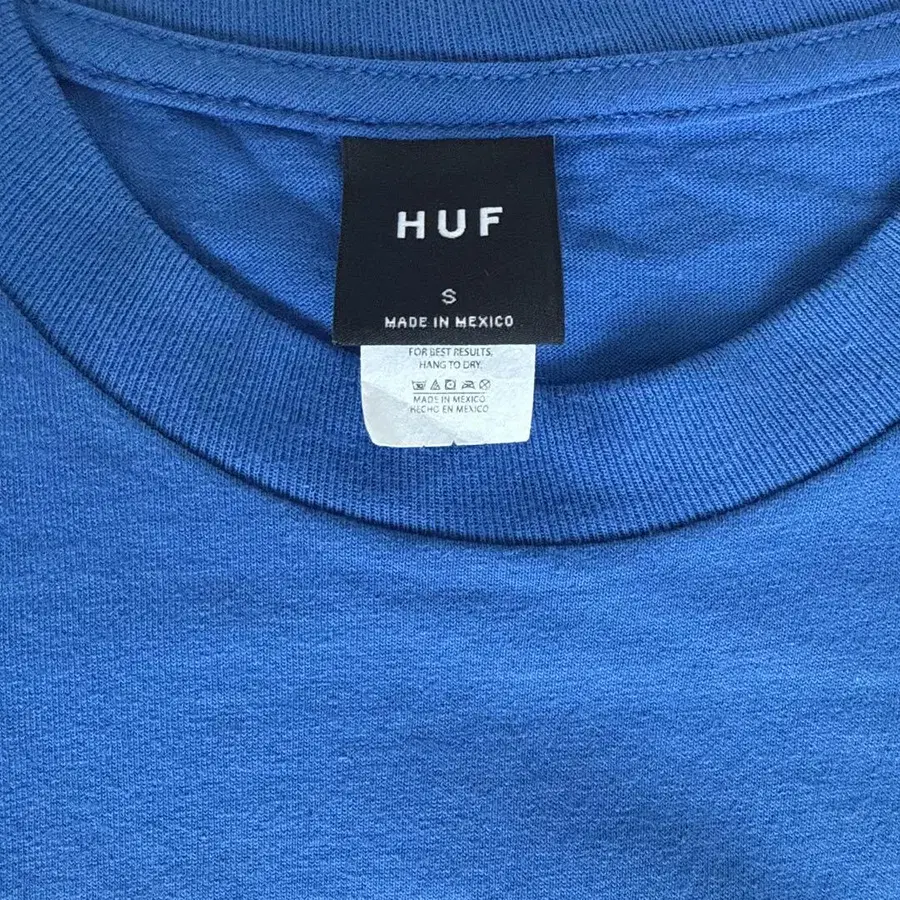 HUF
S
MADE IN MEXICO
FOR BEST RESULTS,
HANG TO DRY.
MADE IN MEXICO
HECHO EN MEXICO